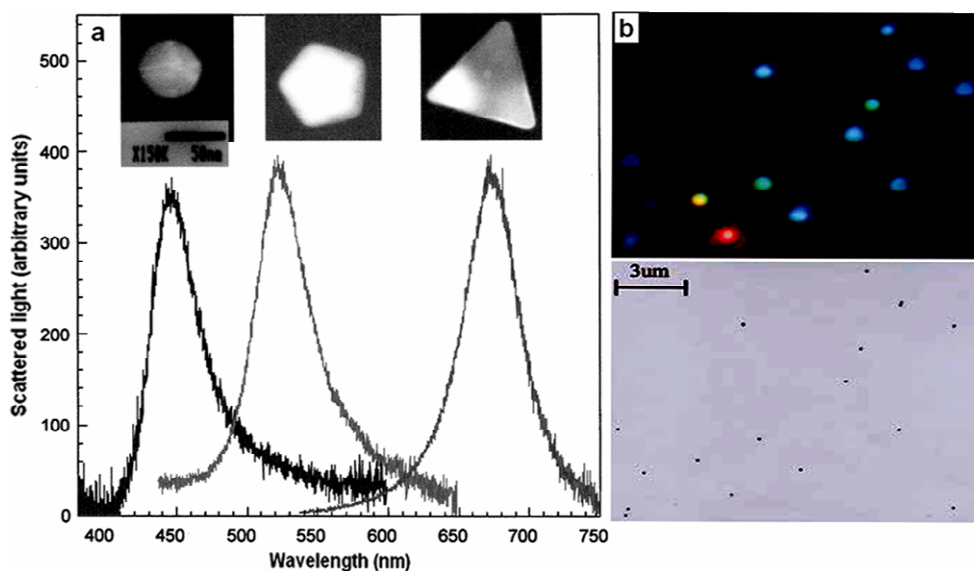 a
X150K 50nm
500
400
300
200
100
0
Scattered light (arbitrary units)
400 450 500 550 600 650 700 750
Wavelength (nm)
b
3um